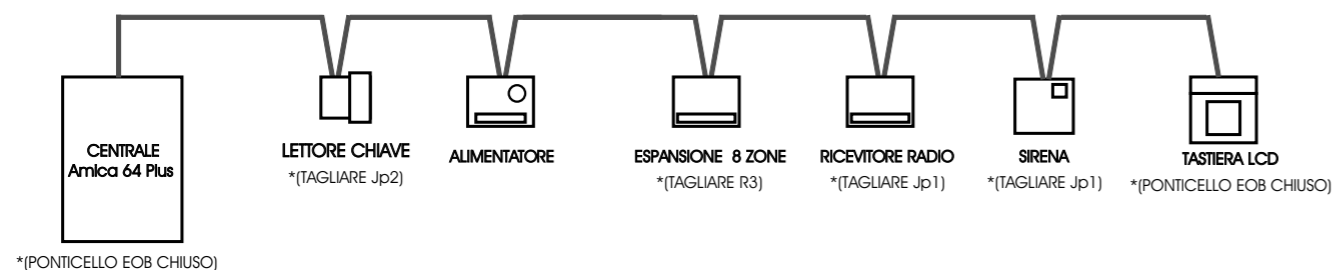 CENTRALE
Amica 64 Plus
*(PONTICELLO EOB CHIUSO)
LETTORE CHIAVE
*(TAGLIARE Jp2)
ALIMENTATORE
ESPANSIONE 8 ZONE
*(TAGLIARE R3)
RICEVITORE RADIO
*(TAGLIARE Jp1)
SIRENA
*(TAGLIARE Jp1)
TASTIERA LCD
*(PONTICELLO EOB CHIUSO)